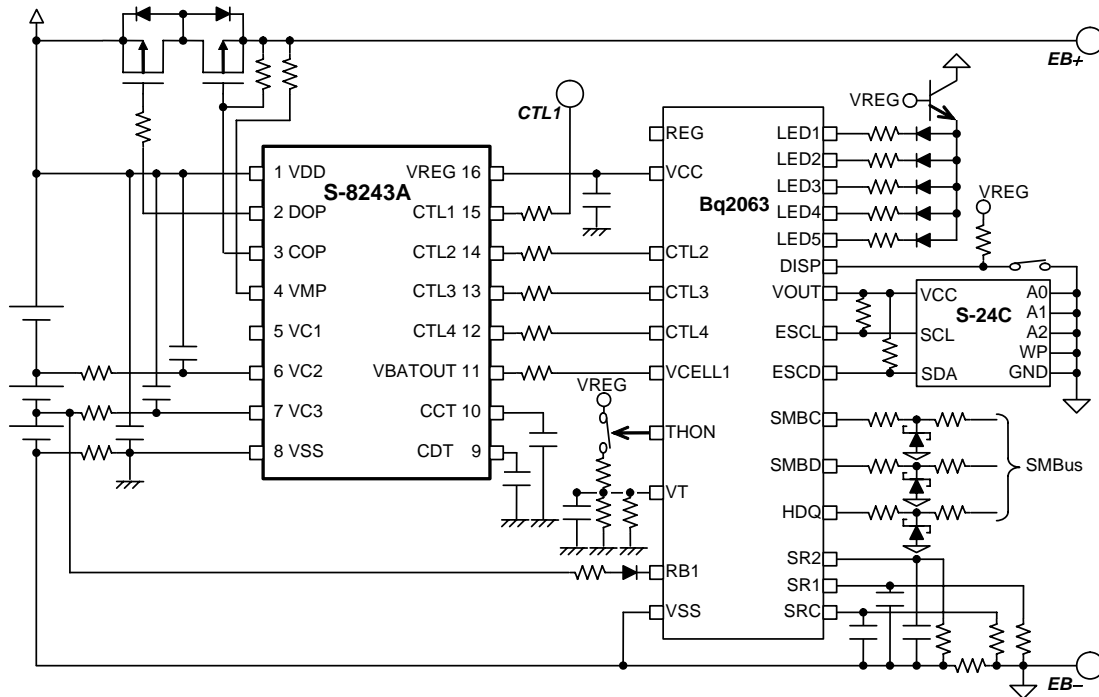 EB+
VREG
CTL1
REG
LED1
1 VDD
VREG 16
VCC
LED2
S-8243A
Bq2063
LED3
VREG
2 DOP
CTL1 15
LED4
LED5
3 COP
CTL2 14
CTL2
DISP
4 VMP
CTL3 13
CTL3
VOUT
VCC
A0
S-24C
A1
5 VC1
CTL4 12
CTL4
ESCL
SCL
A2
WP
6 VC2
VBATOUT 11
VCELL1
ESCD
SDA
GND
VREG
7 VC3
CCT 10
SMBC
THON
8 VSS
CDT 9
SMBD
SMBus
VT
HDQ
SR2
RB1
SR1
VSS
SRC
EB−